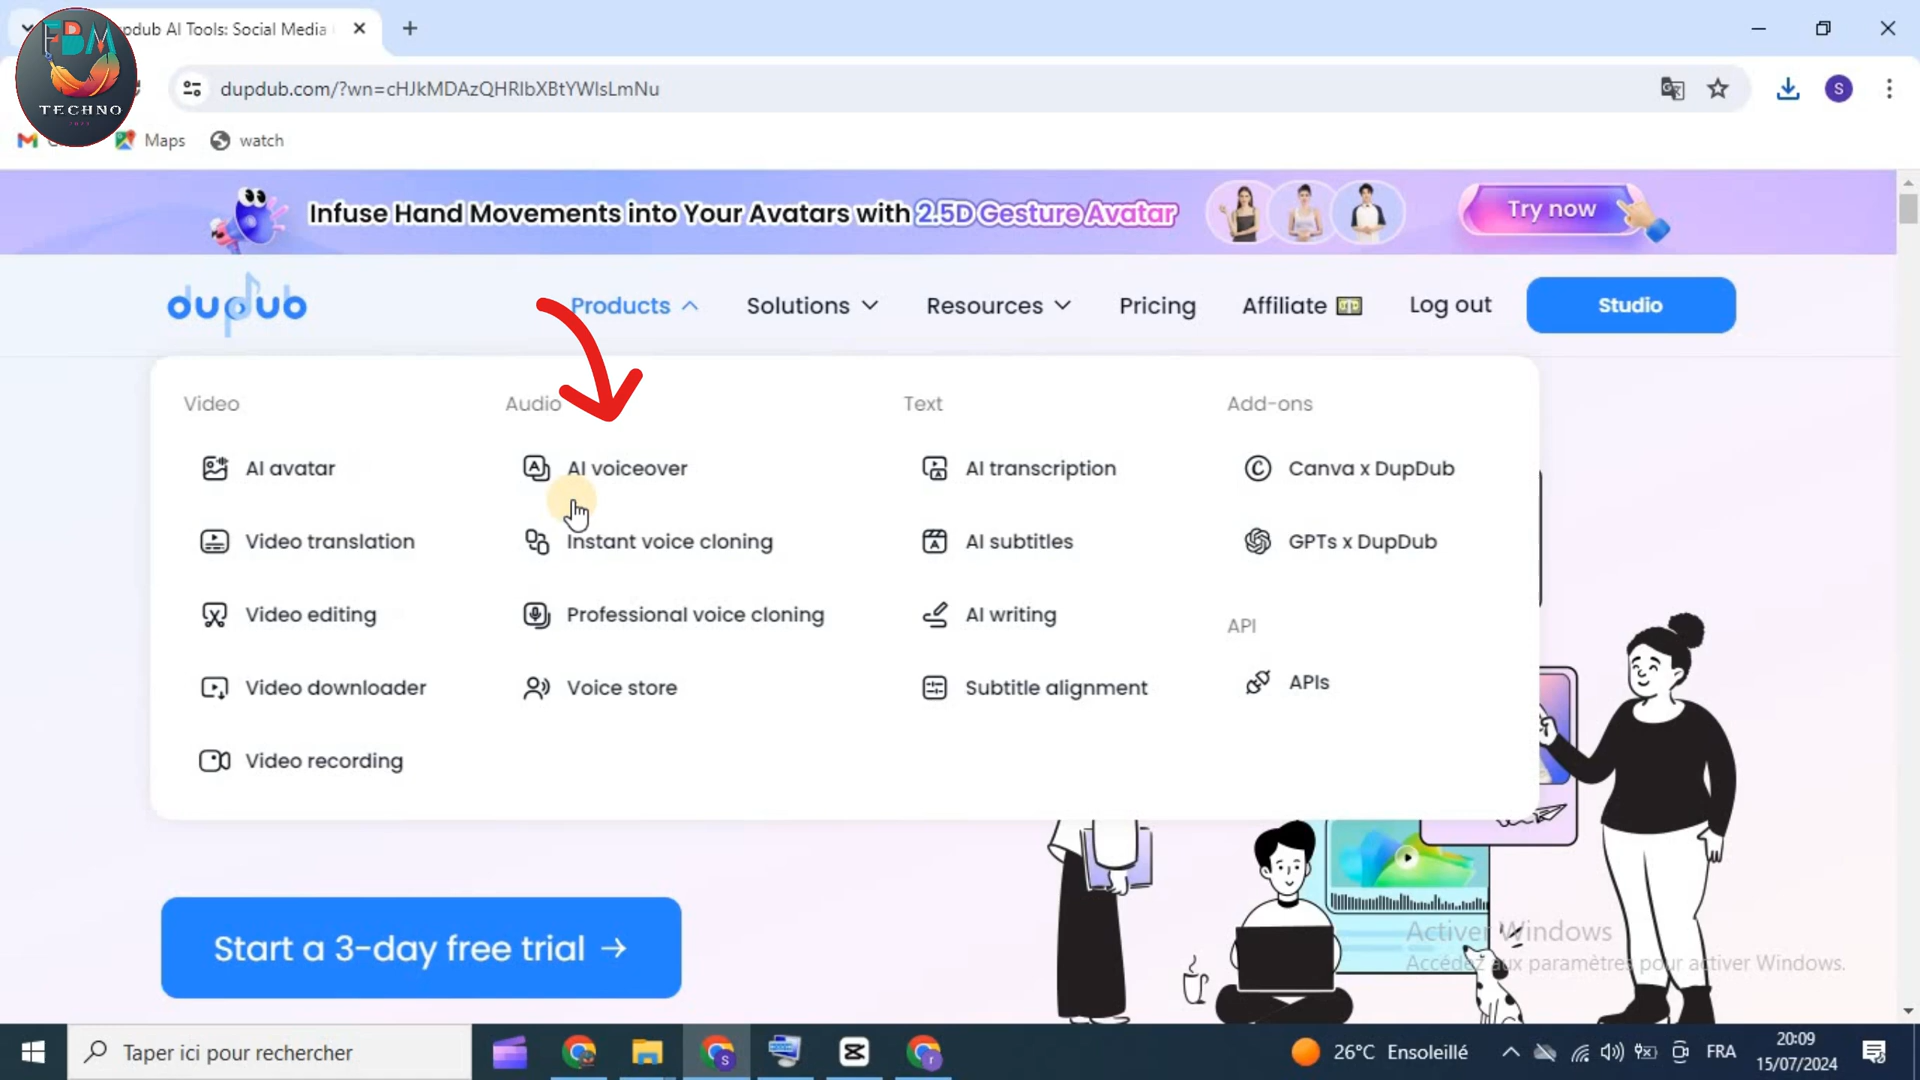 pdub AI Tools: Social Media
FBM
TECHNO
dupdub.com/?wn=cHJkMDAzQHRlbXBtYWlsLmNu
S
Maps
watch
Infuse Hand Movements into Your Avatars with 2.5D Gesture Avatar
Try now
dupdub
Products
Solutions
Resources
Pricing
Affiliate
Log out
Studio
Video
Audio
Text
Add-ons
AI avatar
AI voiceover
AI transcription
Canva x DupDub
Video translation
Instant voice cloning
AI subtitles
GPTs x DupDub
Video editing
Professional voice cloning
AI writing
API
Video downloader
Voice store
Subtitle alignment
APIs
Video recording
Start a 3-day free trial →
Activer Windows
Accédez aux paramètres pour activer Windows.
Taper ici pour rechercher
26°C Ensoleillé
FRA
20:09
15/07/2024